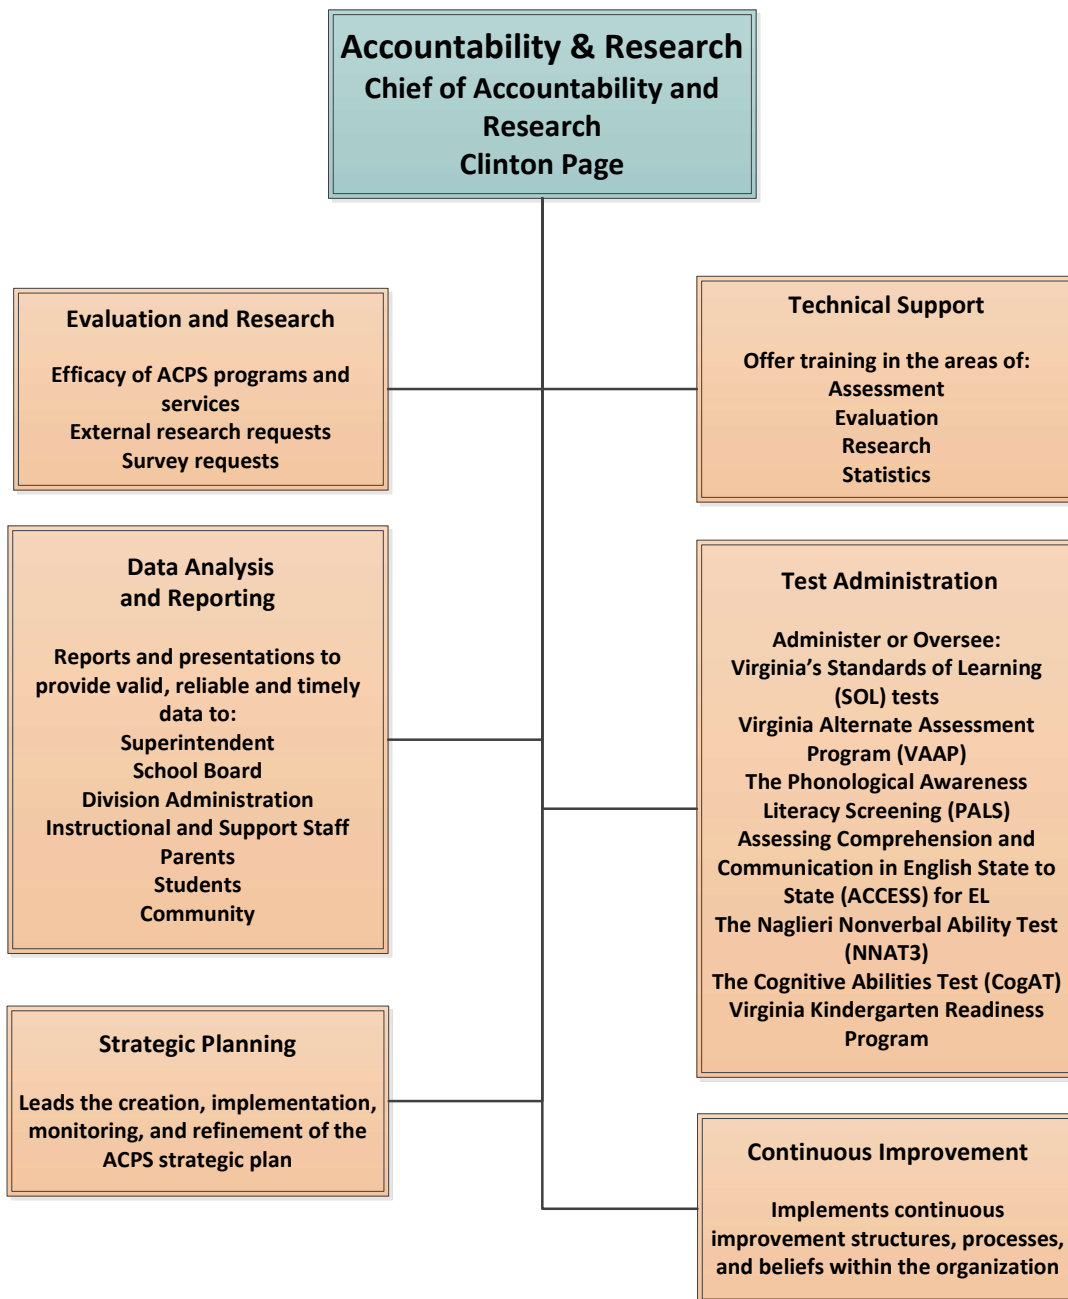 Accountability & Research
Chief of Accountability and
Research
Clinton Page
Evaluation and Research
Efficacy of ACPS programs and
services
External research requests
Survey requests
Technical Support
Offer training in the areas of:
Assessment
Evaluation
Research
Statistics
Data Analysis
and Reporting
Reports and presentations to
provide valid, reliable and timely
data to:
Superintendent
School Board
Division Administration
Instructional and Support Staff
Parents
Students
Community
Test Administration
Administer or Oversee:
Virginia’s Standards of Learning
(SOL) tests
Virginia Alternate Assessment
Program (VAAP)
The Phonological Awareness
Literacy Screening (PALS)
Assessing Comprehension and
Communication in English State to
State (ACCESS) for EL
The Naglieri Nonverbal Ability Test
(NNAT3)
The Cognitive Abilities Test (CogAT)
Virginia Kindergarten Readiness
Program
Strategic Planning
Leads the creation, implementation,
monitoring, and refinement of the
ACPS strategic plan
Continuous Improvement
Implements continuous
improvement structures, processes,
and beliefs within the organization